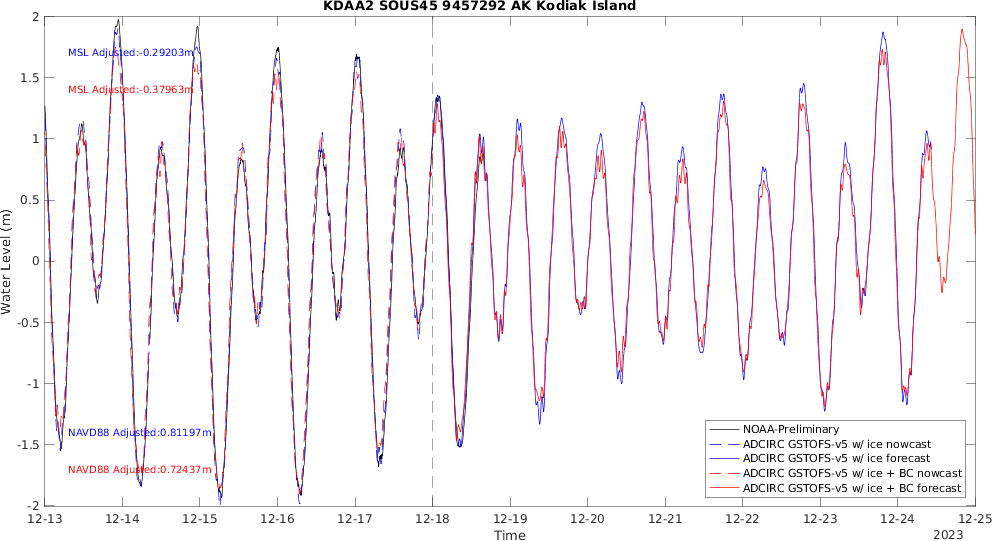 KDAA2 SOUS45 9457292 AK Kodiak Island
2
1.5
1
0.5
0
-0.5
-1
-1.5
-2
Water Level (m)
MSL Adjusted:-0.29203m
MSL Adjusted:-0.37963m
NAVD88 Adjusted:0.81197m
NAVD88 Adjusted:0.72437m
NOAA-Preliminary
ADCIRC GSTOFS-v5 w/ ice nowcast
ADCIRC GSTOFS-v5 w/ ice forecast
ADCIRC GSTOFS-v5 w/ ice + BC nowcast
ADCIRC GSTOFS-v5 w/ ice + BC forecast
12-13 12-14 12-15 12-16 12-17 12-18 12-19 12-20 12-21 12-22 12-23 12-24 12-25
Time
2023